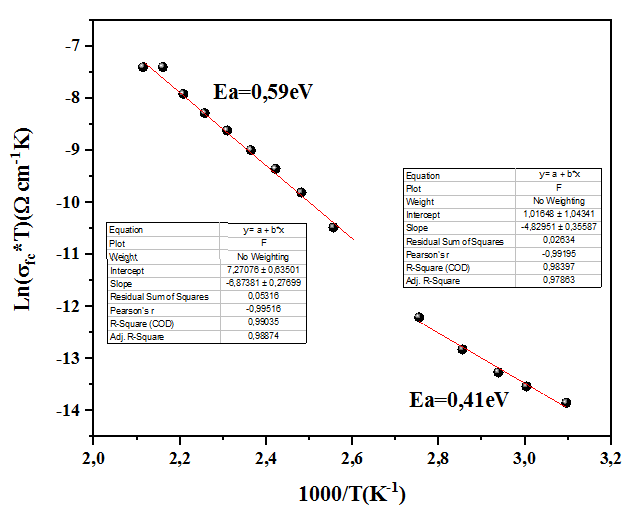 Ln(σfc*T)(Ω cm-1K)
-7
-8
-9
-10
-11
-12
-13
-14
Ea=0,59eV
Equation y= a + b*x
Plot F
Weight No Weighting
Intercept 1,01648 ± 1,04341
Slope -4,82951 ± 0,35587
Residual Sum of Squares 0,02634
Pearson's r -0,99195
R-Square (COD) 0,98397
Adj. R-Square 0,97863
Equation y= a + b*x
Plot F
Weight No Weighting
Intercept 7,27076 ± 0,63501
Slope -6,87381 ± 0,27699
Residual Sum of Squares 0,05316
Pearson's r -0,99516
R-Square (COD) 0,99035
Adj. R-Square 0,98874
Ea=0,41eV
2,0 2,2 2,4 2,6 2,8 3,0 3,2
1000/T(K-1)